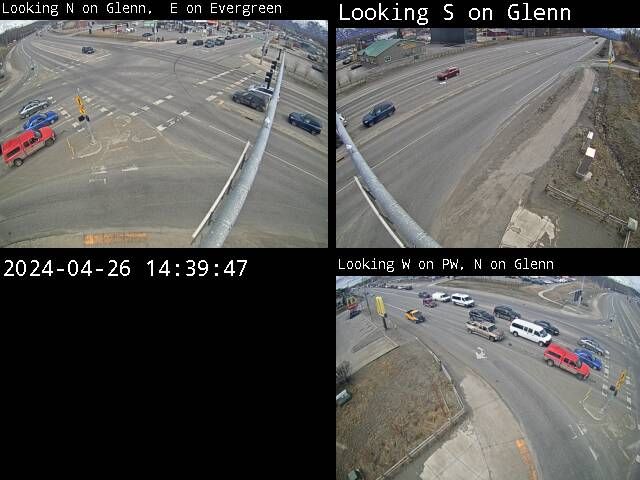 Looking N on Glenn, E on Evergreen
Looking S on Glenn
2024-04-26 14:39:47
Looking W on PW, N on Glenn